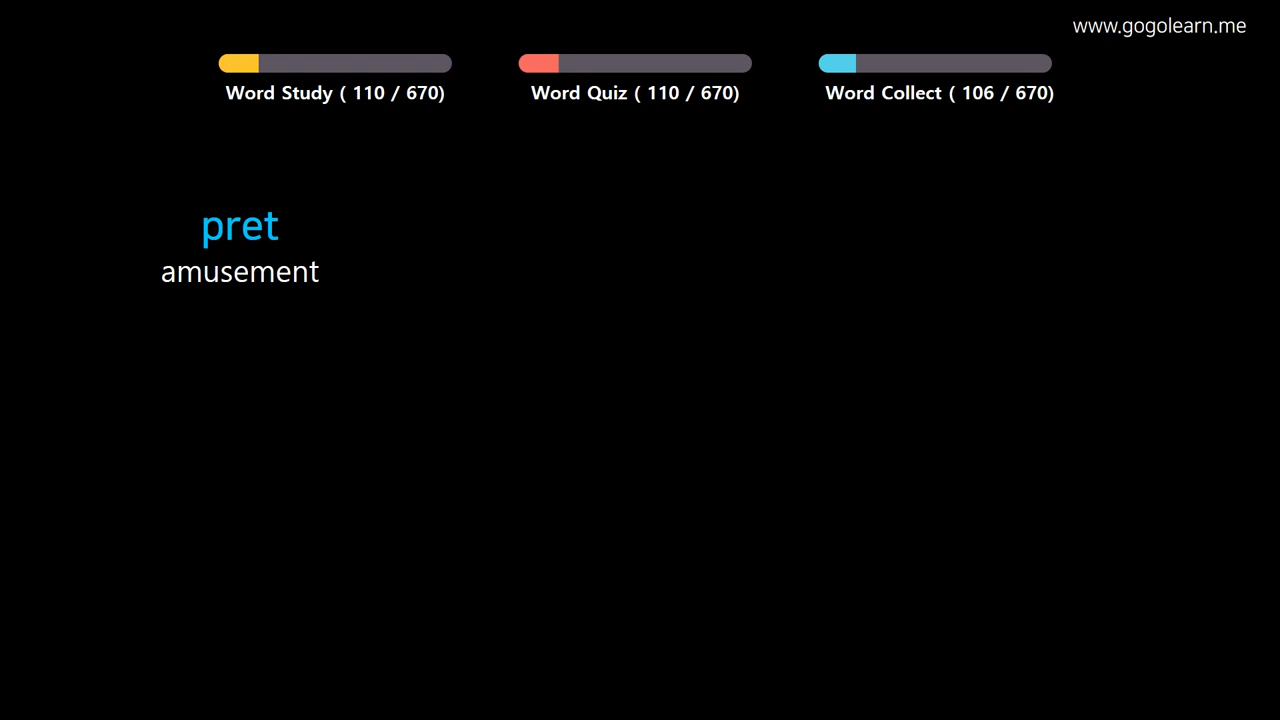 www.gogolearn.me
Word Study ( 110 / 670)
Word Quiz ( 110 / 670)
Word Collect ( 106 / 670)
pret
amusement